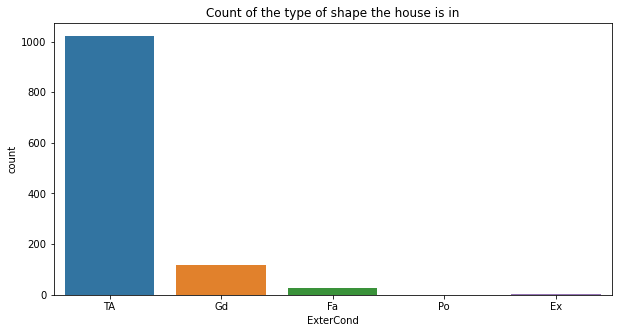 Count of the type of shape the house is in
1000
800
600
400
200
0
count
TA Gd Fa Po Ex
ExterCond